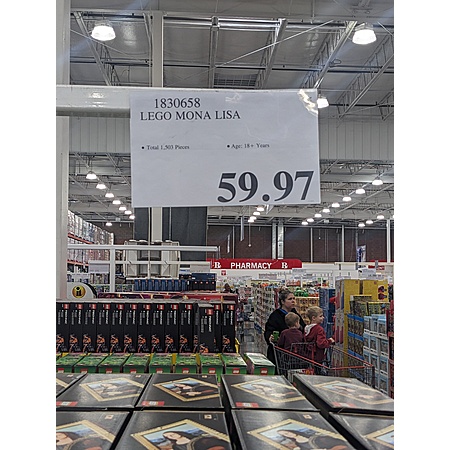 1830658
LEGO MONA LISA
• Total 1,503 Pieces
• Age: 18+ Years
59.97
PHARMACY